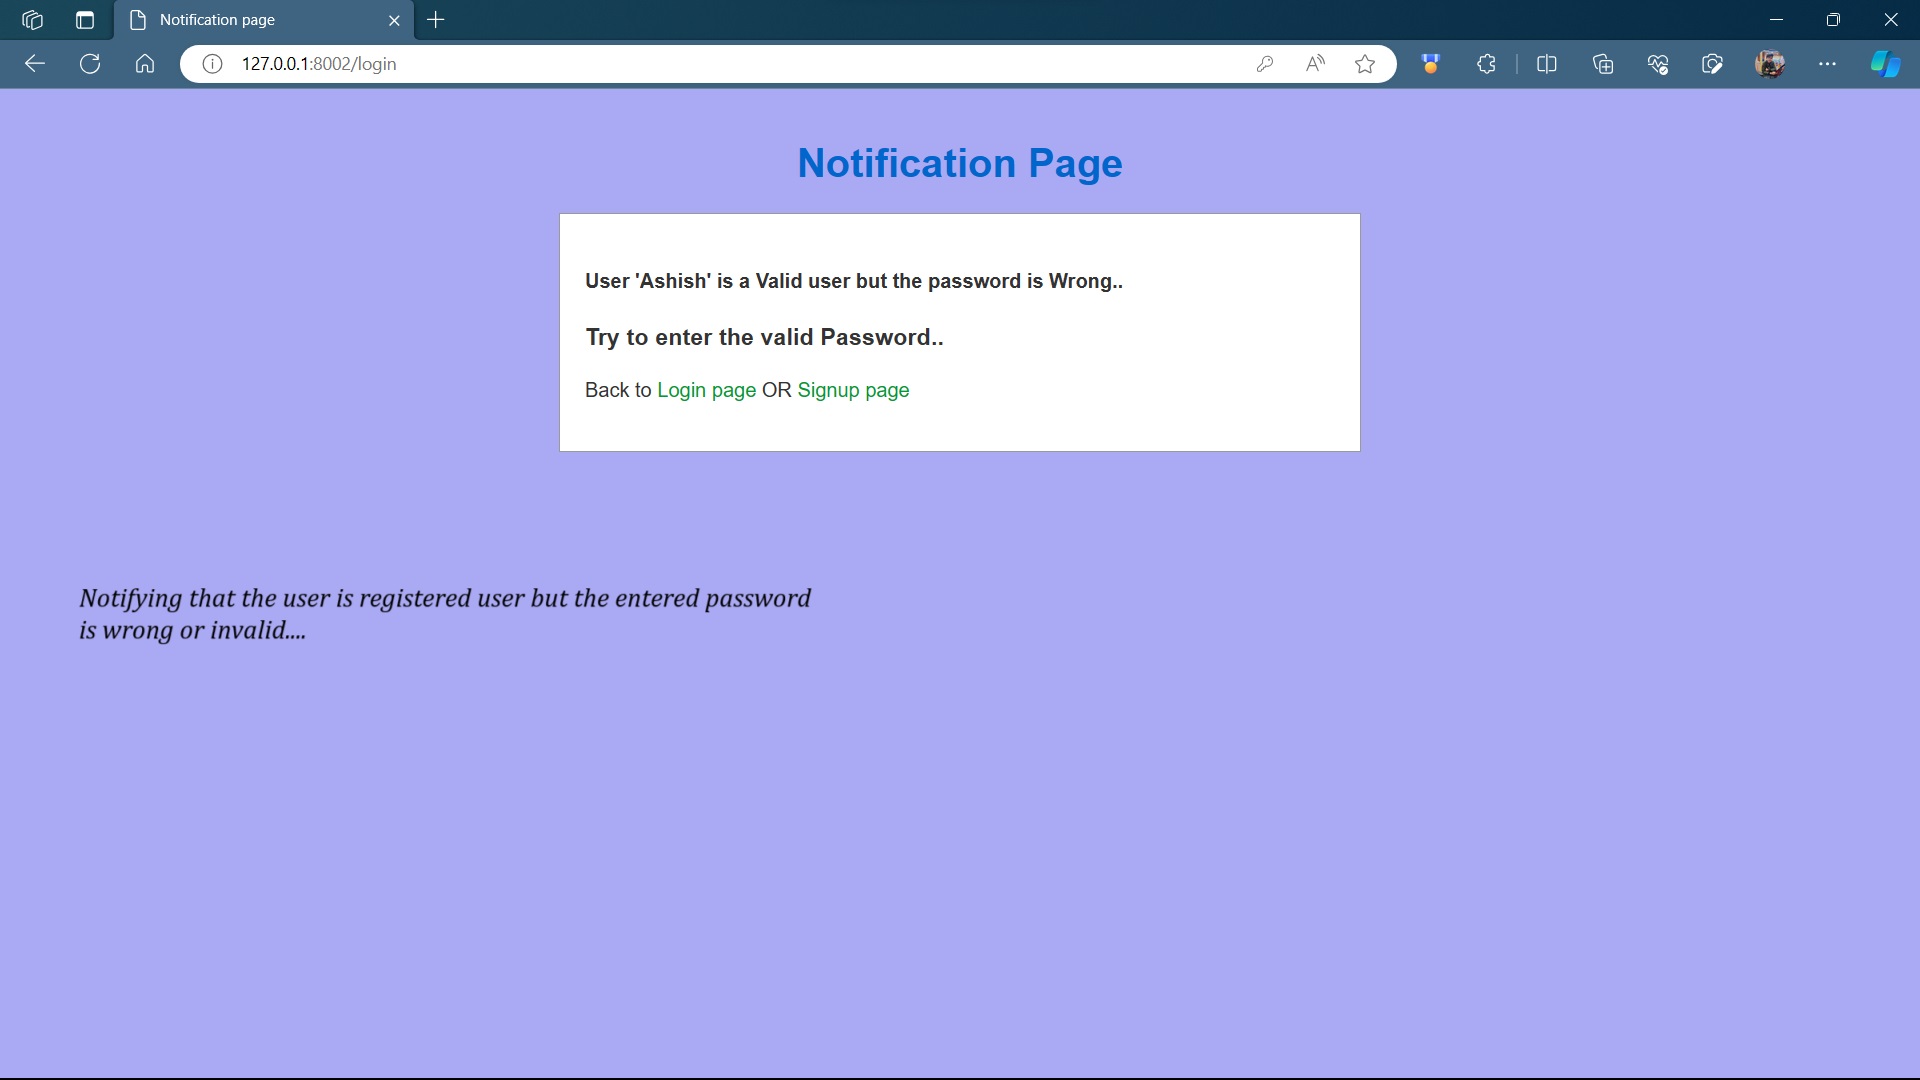 Notification page
127.0.0.1:8002/login
Notification Page
User 'Ashish' is a Valid user but the password is Wrong..
Try to enter the valid Password..
Back to Login page OR Signup page
Notifying that the user is registered user but the entered password
is wrong or invalid....